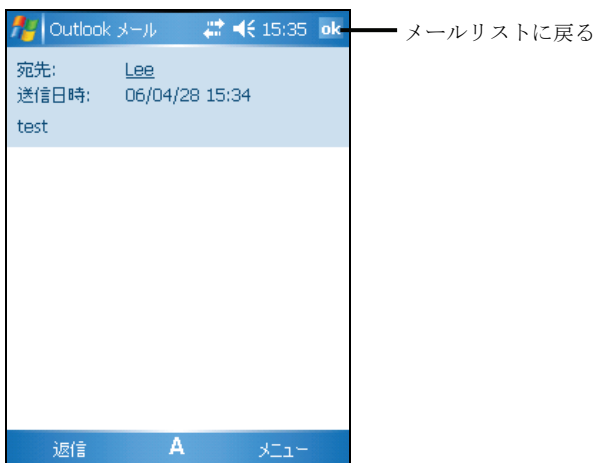 Outlook メール 15:35 ok
メールリストに戻る
宛先: Lee
送信日時: 06/04/28 15:34
test
返信 A メニュー